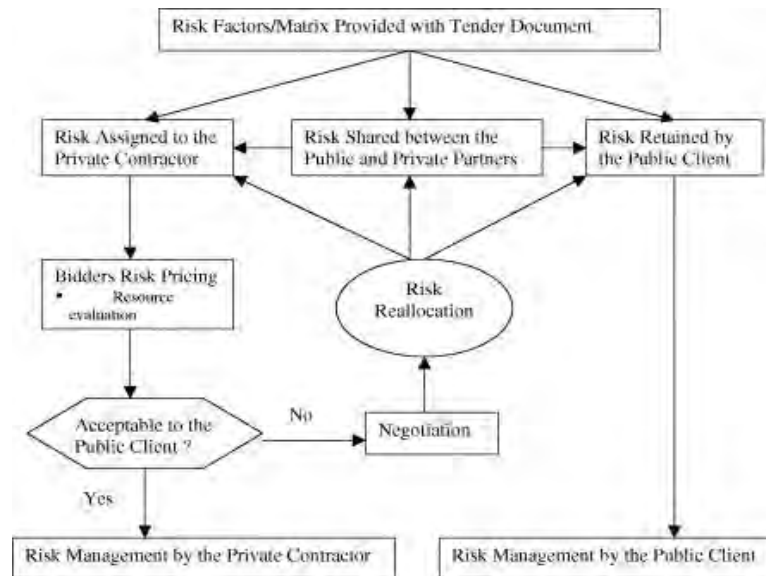 Risk Factors/Matrix Provided with Tender Document
Risk Assigned to the
Private Contractor
Risk Shared between the
Public and Private Partners
Risk Retained by
the Public Client
Bidders Risk Pricing
• Resource
evaluation
Risk
Reallocation
Acceptable to the
Public Client ?
No
Negotiation
Yes
Risk Management by the Private Contractor
Risk Management by the Public Client